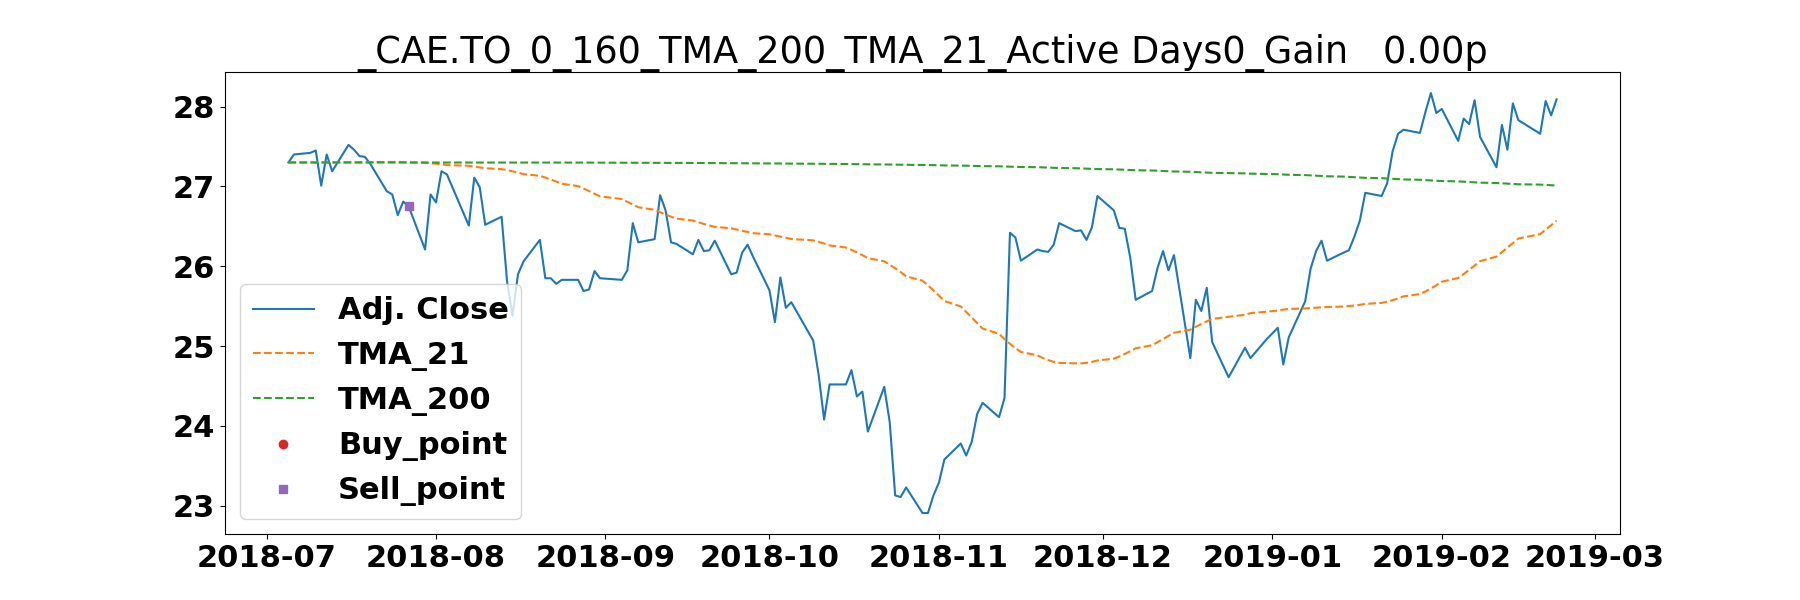 _CAE.TO_0_160_TMA_200_TMA_21_Active Days0_Gain   0.00p
28
27
26
25
24
23
Adj. Close
TMA_21
TMA_200
Buy_point
Sell_point
2018-07 2018-08 2018-09 2018-10 2018-11 2018-12 2019-01 2019-02 2019-03